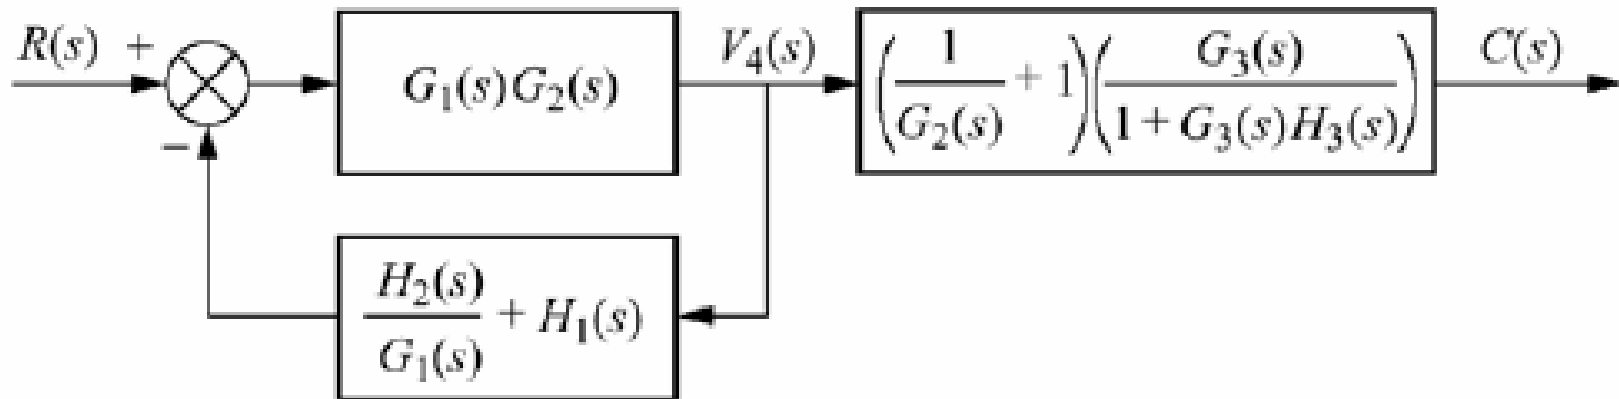 R(s) + G₁(s)G₂(s) V₄(s) (1/G₂(s) + 1)(G₃(s)/(1 + G₃(s)H₃(s))) C(s)
−
H₂(s)/G₁(s) + H₁(s)